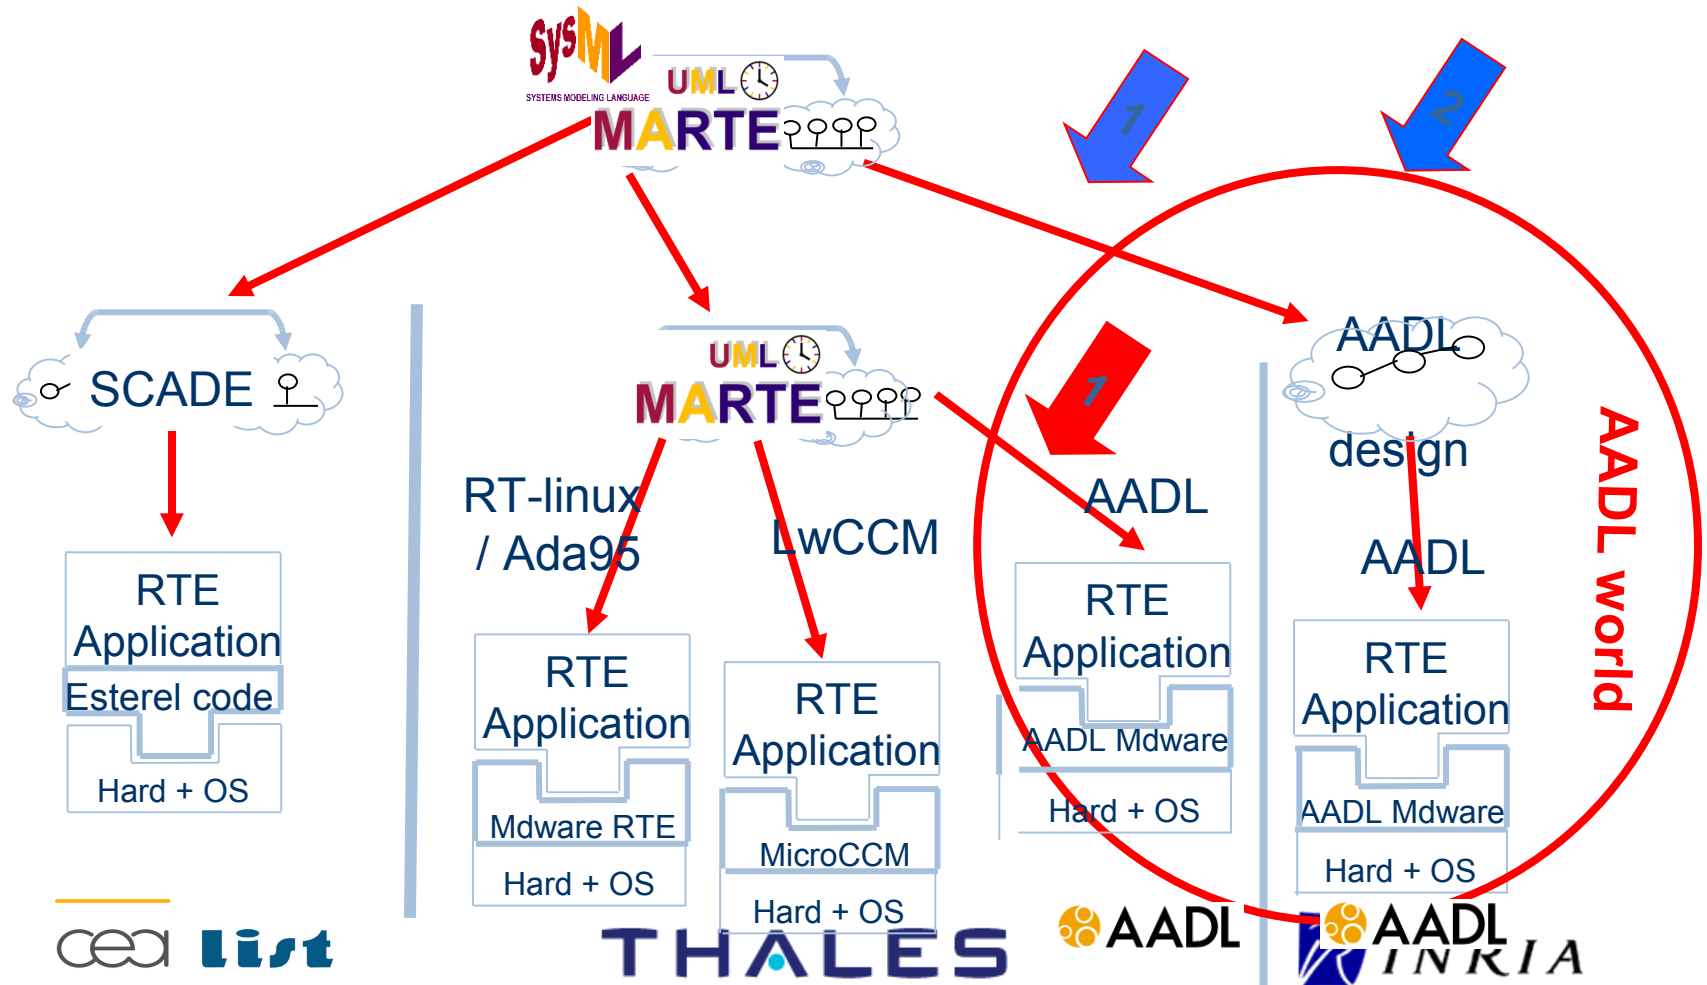 SysML
SYSTEMS MODELING LANGUAGE
UML
MARTE
1
2
SCADE
UML
MARTE
1
AADL
design
AADL world
RT-linux
/ Ada95
LwCCM
AADL
AADL
RTE
Application
Esterel code
Hard + OS
RTE
Application
Mdware RTE
Hard + OS
RTE
Application
MicroCCM
Hard + OS
RTE
Application
AADL Mdware
Hard + OS
RTE
Application
AADL Mdware
Hard + OS
cea list
THALES
AADL
AADL
INRIA